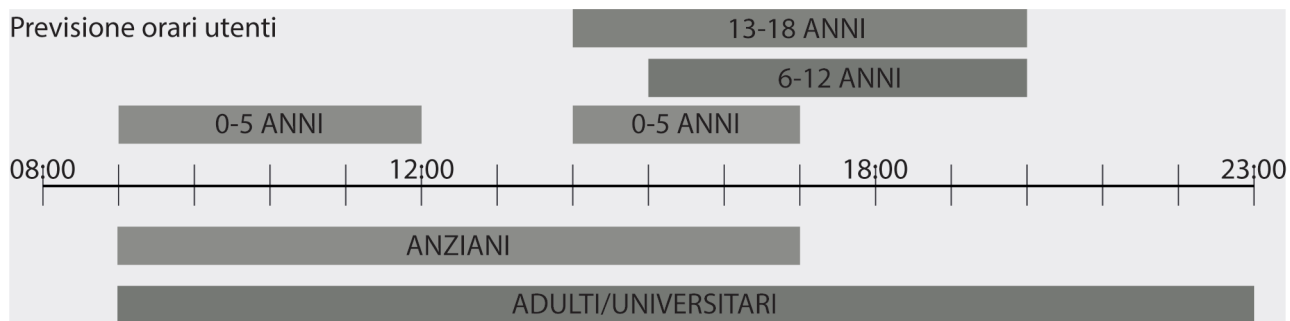 Previsione orari utenti
13-18 ANNI
6-12 ANNI
0-5 ANNI 0-5 ANNI
08:00 12:00 18:00 23:00
ANZIANI
ADULTI/UNIVERSITARI